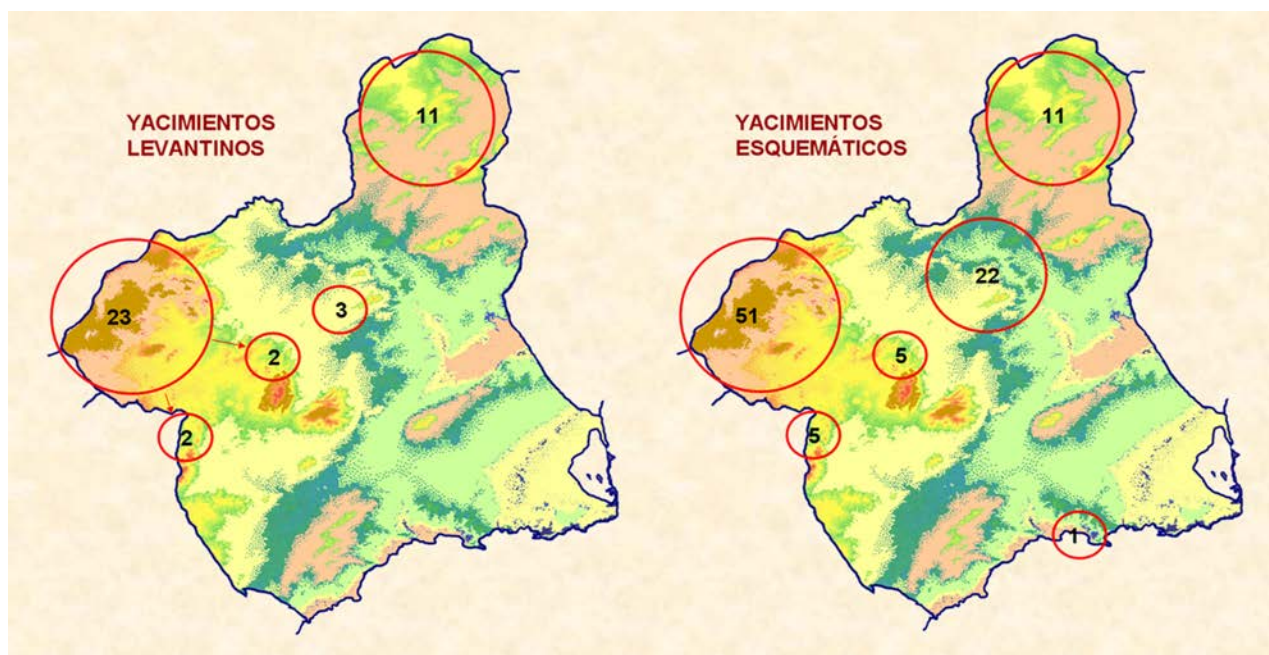 YACIMIENTOS
LEVANTINOS
11
23
3
2
2
YACIMIENTOS
ESQUEMÁTICOS
11
22
51
5
5
1